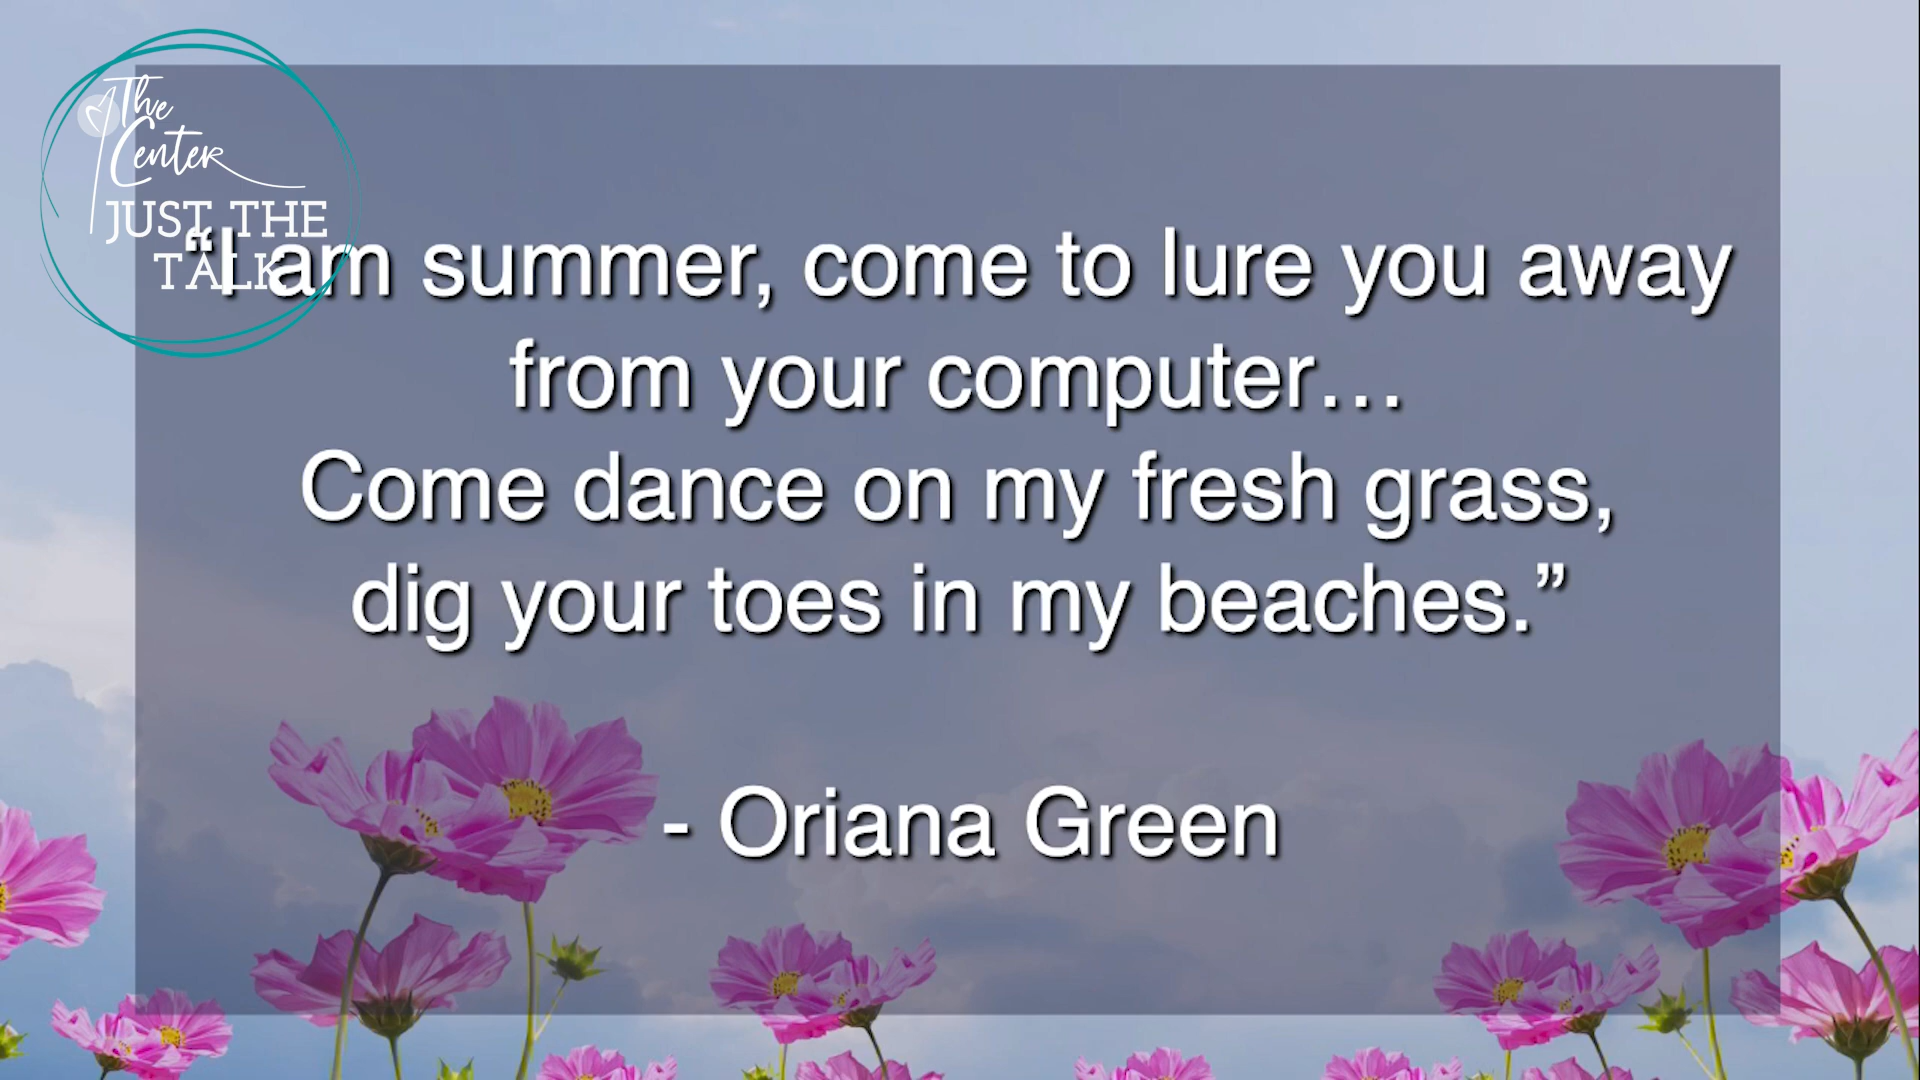 The
Center
JUST THE
TALK
“I am summer, come to lure you away
from your computer…
Come dance on my fresh grass,
dig your toes in my beaches.”
- Oriana Green